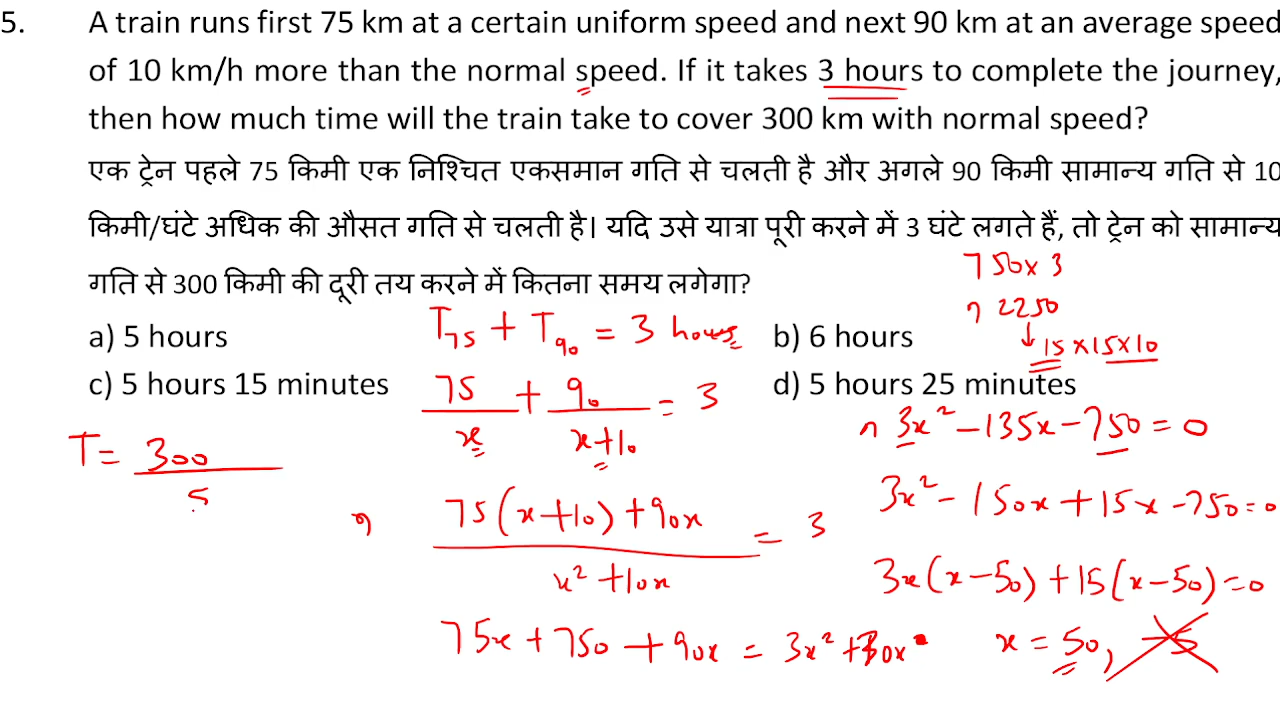 5. A train runs first 75 km at a certain uniform speed and next 90 km at an average speed
of 10 km/h more than the normal speed. If it takes 3 hours to complete the journey,
then how much time will the train take to cover 300 km with normal speed?
एक ट्रेन पहले 75 किमी एक निश्चित एकसमान गति से चलती है और अगले 90 किमी सामान्य गति से 10
किमी/घंटे अधिक की औसत गति से चलती है। यदि उसे यात्रा पूरी करने में 3 घंटे लगते हैं, तो ट्रेन को सामान्य
गति से 300 किमी की दूरी तय करने में कितना समय लगेगा?
a) 5 hours
b) 6 hours
c) 5 hours 15 minutes
d) 5 hours 25 minutes
T₇₅ + T₉₀ = 3 hours
75/x + 90/x+10 = 3
75(x+10)+90x / x²+10x = 3
75x + 750 + 90x = 3x² + 30x
750x3
2250
15x15x10
3x² - 135x - 750 = 0
3x² - 150x + 15x - 750 = 0
3x(x-50) + 15(x-50) = 0
x = 50, -5
T = 300/5